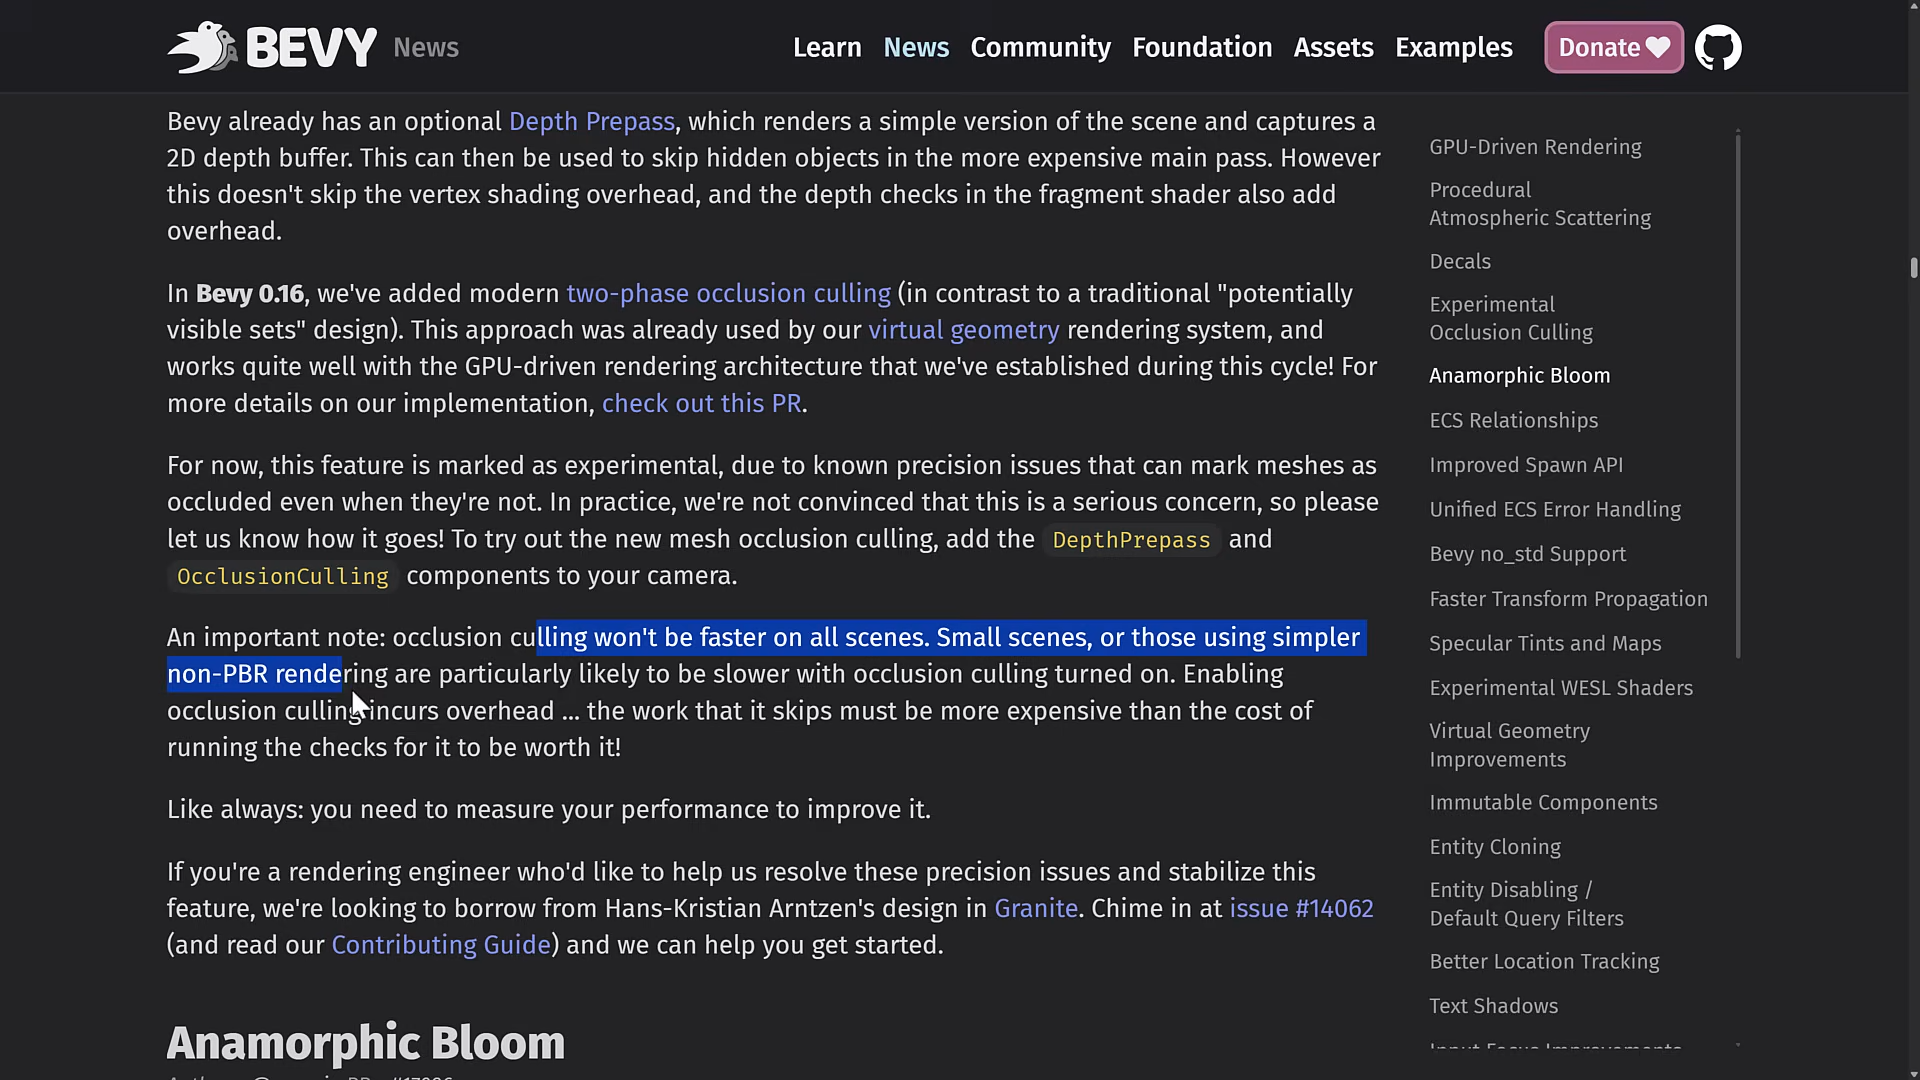 BEVY News Learn News Community Foundation Assets Examples Donate
Bevy already has an optional Depth Prepass, which renders a simple version of the scene and captures a
2D depth buffer. This can then be used to skip hidden objects in the more expensive main pass. However
this doesn't skip the vertex shading overhead, and the depth checks in the fragment shader also add
overhead.
In Bevy 0.16, we've added modern two-phase occlusion culling (in contrast to a traditional "potentially
visible sets" design). This approach was already used by our virtual geometry rendering system, and
works quite well with the GPU-driven rendering architecture that we've established during this cycle! For
more details on our implementation, check out this PR.
For now, this feature is marked as experimental, due to known precision issues that can mark meshes as
occluded even when they're not. In practice, we're not convinced that this is a serious concern, so please
let us know how it goes! To try out the new mesh occlusion culling, add the DepthPrepass and
OcclusionCulling components to your camera.
An important note: occlusion culling won't be faster on all scenes. Small scenes, or those using simpler
non-PBR rendering are particularly likely to be slower with occlusion culling turned on. Enabling
occlusion culling incurs overhead ... the work that it skips must be more expensive than the cost of
running the checks for it to be worth it!
Like always: you need to measure your performance to improve it.
If you're a rendering engineer who'd like to help us resolve these precision issues and stabilize this
feature, we're looking to borrow from Hans-Kristian Arntzen's design in Granite. Chime in at issue #14062
(and read our Contributing Guide) and we can help you get started.
Anamorphic Bloom
GPU-Driven Rendering
Procedural
Atmospheric Scattering
Decals
Experimental
Occlusion Culling
Anamorphic Bloom
ECS Relationships
Improved Spawn API
Unified ECS Error Handling
Bevy no_std Support
Faster Transform Propagation
Specular Tints and Maps
Experimental WESL Shaders
Virtual Geometry
Improvements
Immutable Components
Entity Cloning
Entity Disabling /
Default Query Filters
Better Location Tracking
Text Shadows